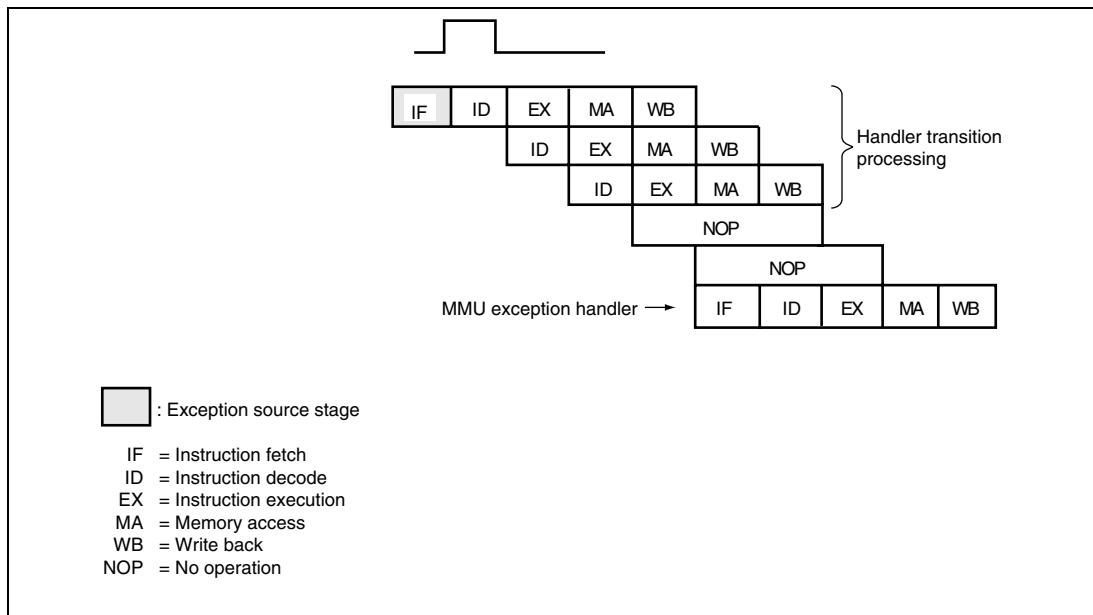 IF ID EX MA WB
ID EX MA WB
Handler transition
processing
ID EX MA WB
NOP
NOP
MMU exception handler
IF ID EX MA WB
: Exception source stage
IF = Instruction fetch
ID = Instruction decode
EX = Instruction execution
MA = Memory access
WB = Write back
NOP = No operation